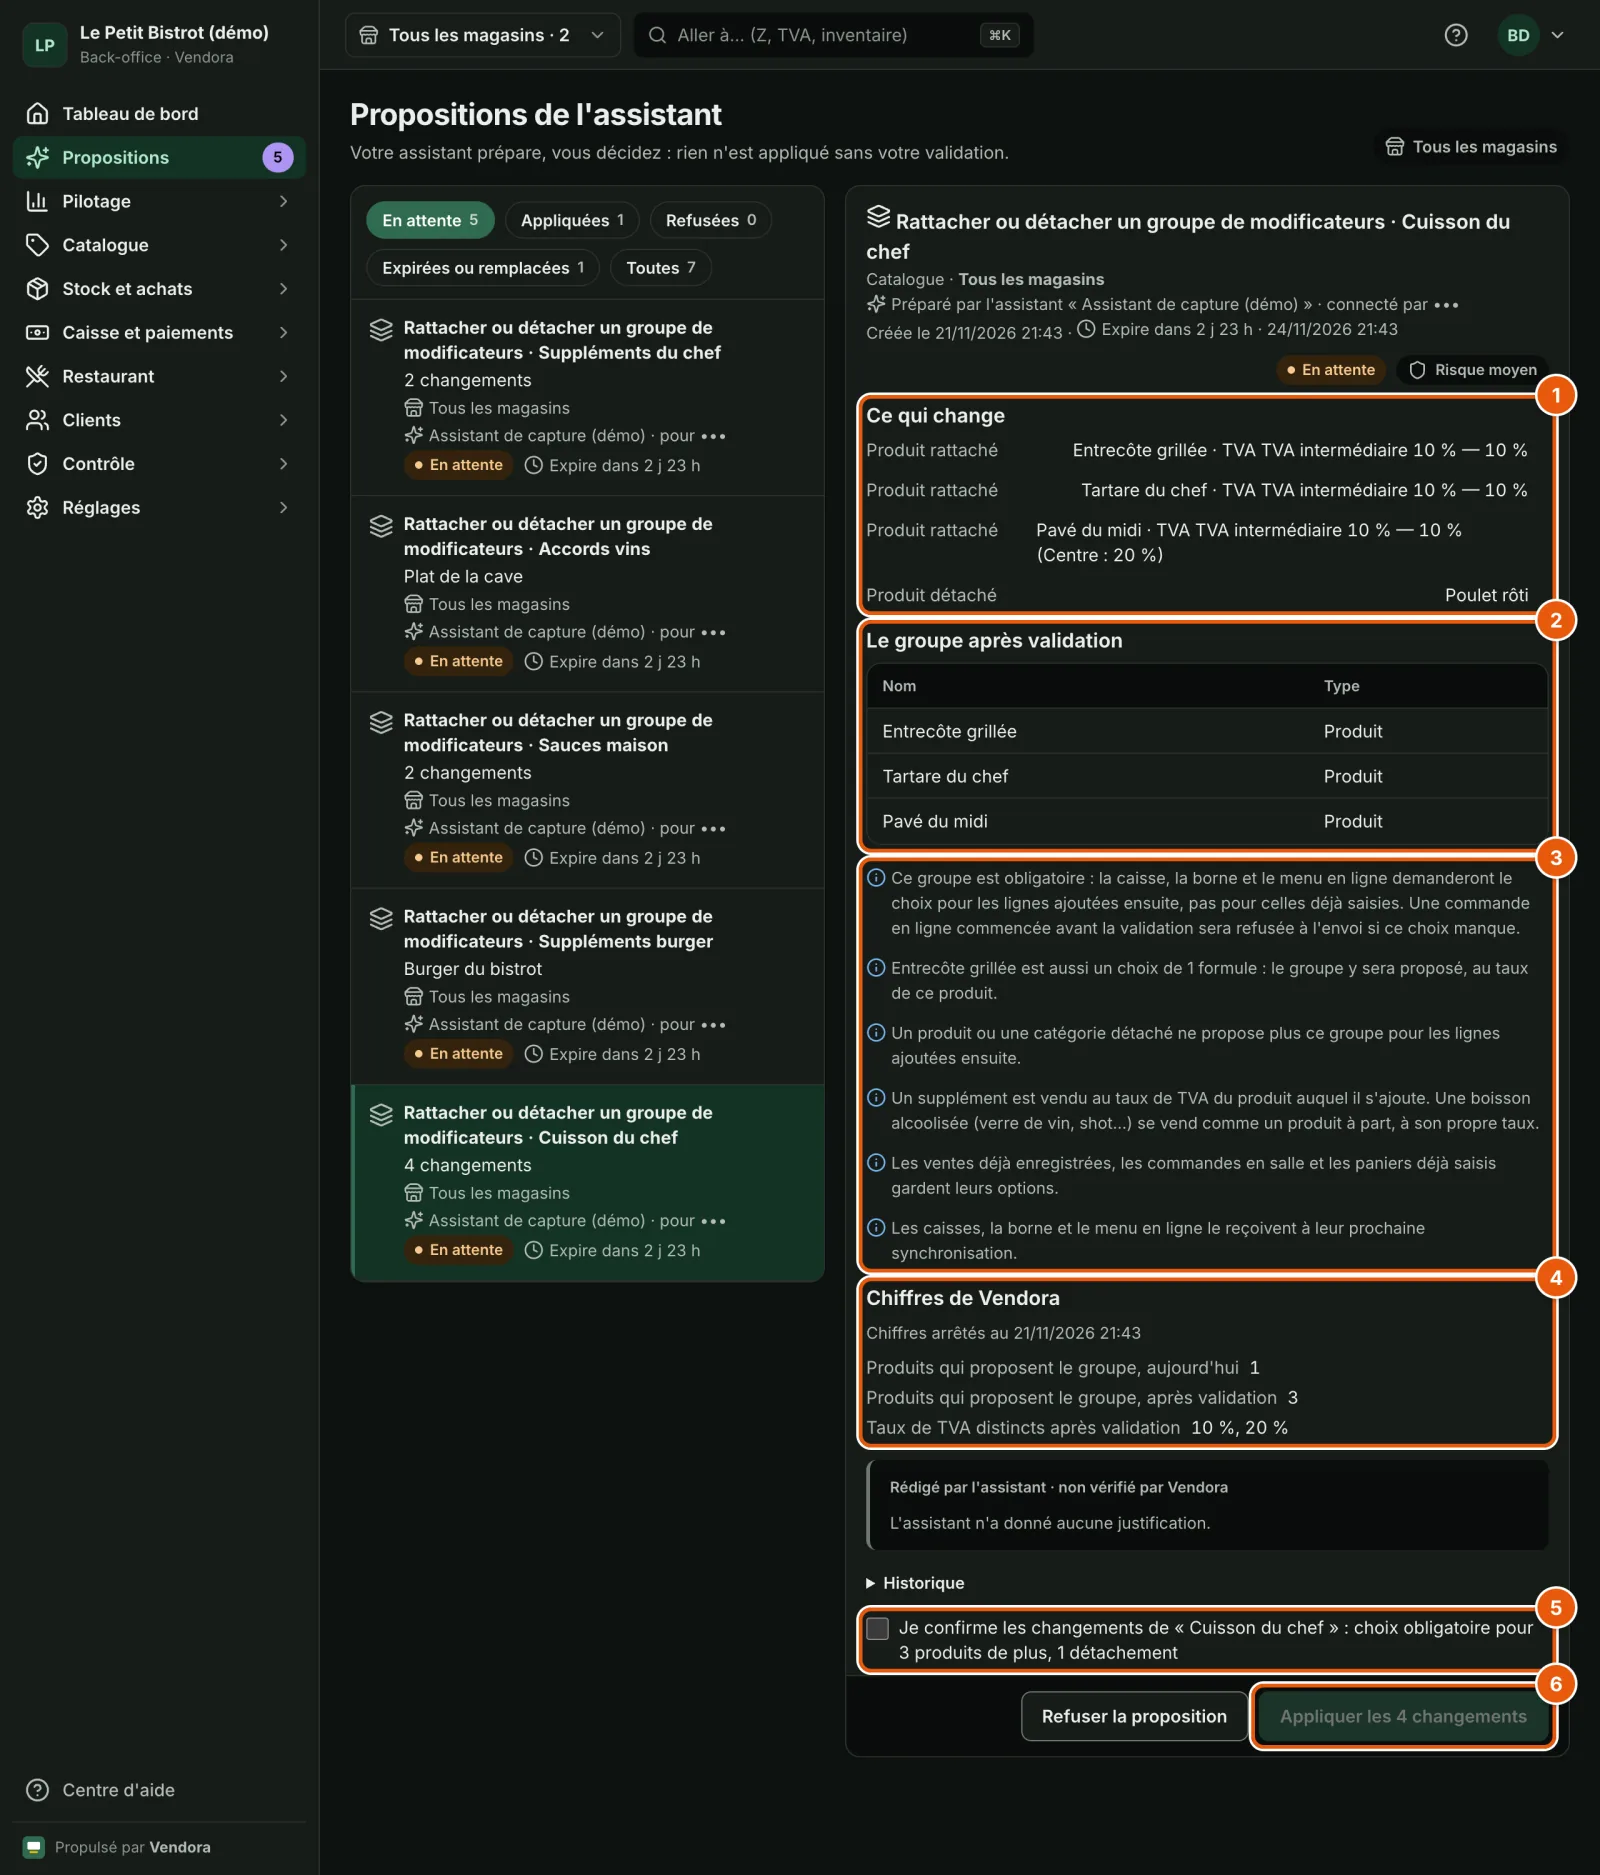 LP
Le Petit Bistrot (démo)
Back-office · Vendora
Tous les magasins · 2
Aller à... (Z, TVA, inventaire)
⌘K
BD
Tableau de bord
Propositions
5
Pilotage
Catalogue
Stock et achats
Caisse et paiements
Restaurant
Clients
Contrôle
Réglages
Centre d'aide
Propulsé par Vendora
Propositions de l'assistant
Votre assistant prépare, vous décidez : rien n'est appliqué sans votre validation.
Tous les magasins
En attente 5
Appliquées 1
Refusées 0
Expirées ou remplacées 1
Toutes 7
Rattacher ou détacher un groupe de
modificateurs · Suppléments du chef
2 changements
Tous les magasins
Assistant de capture (démo) · pour •••
En attente
Expire dans 2 j 23 h
Rattacher ou détacher un groupe de
modificateurs · Accords vins
Plat de la cave
Tous les magasins
Assistant de capture (démo) · pour •••
En attente
Expire dans 2 j 23 h
Rattacher ou détacher un groupe de
modificateurs · Sauces maison
2 changements
Tous les magasins
Assistant de capture (démo) · pour •••
En attente
Expire dans 2 j 23 h
Rattacher ou détacher un groupe de
modificateurs · Suppléments burger
Burger du bistrot
Tous les magasins
Assistant de capture (démo) · pour •••
En attente
Expire dans 2 j 23 h
Rattacher ou détacher un groupe de
modificateurs · Cuisson du chef
4 changements
Tous les magasins
Assistant de capture (démo) · pour •••
En attente
Expire dans 2 j 23 h
Rattacher ou détacher un groupe de modificateurs · Cuisson du
chef
Catalogue · Tous les magasins
Préparé par l'assistant « Assistant de capture (démo) » · connecté par •••
Créée le 21/11/2026 21:43 · Expire dans 2 j 23 h · 24/11/2026 21:43
En attente
Risque moyen
1
Ce qui change
Produit rattaché Entrecôte grillée · TVA TVA intermédiaire 10 % — 10 %
Produit rattaché Tartare du chef · TVA TVA intermédiaire 10 % — 10 %
Produit rattaché Pavé du midi · TVA TVA intermédiaire 10 % — 10 %
(Centre : 20 %)
Produit détaché Poulet rôti
2
Le groupe après validation
Nom Type
Entrecôte grillée Produit
Tartare du chef Produit
Pavé du midi Produit
3
Ce groupe est obligatoire : la caisse, la borne et le menu en ligne demanderont le
choix pour les lignes ajoutées ensuite, pas pour celles déjà saisies. Une commande
en ligne commencée avant la validation sera refusée à l'envoi si ce choix manque.
Entrecôte grillée est aussi un choix de 1 formule : le groupe y sera proposé, au taux
de ce produit.
Un produit ou une catégorie détaché ne propose plus ce groupe pour les lignes
ajoutées ensuite.
Un supplément est vendu au taux de TVA du produit auquel il s'ajoute. Une boisson
alcoolisée (verre de vin, shot...) se vend comme un produit à part, à son propre taux.
Les ventes déjà enregistrées, les commandes en salle et les paniers déjà saisis
gardent leurs options.
Les caisses, la borne et le menu en ligne le reçoivent à leur prochaine
synchronisation.
4
Chiffres de Vendora
Chiffres arrêtés au 21/11/2026 21:43
Produits qui proposent le groupe, aujourd'hui 1
Produits qui proposent le groupe, après validation 3
Taux de TVA distincts après validation 10 %, 20 %
Rédigé par l'assistant · non vérifié par Vendora
L'assistant n'a donné aucune justification.
Historique
5
Je confirme les changements de « Cuisson du chef » : choix obligatoire pour
3 produits de plus, 1 détachement
6
Refuser la proposition
Appliquer les 4 changements